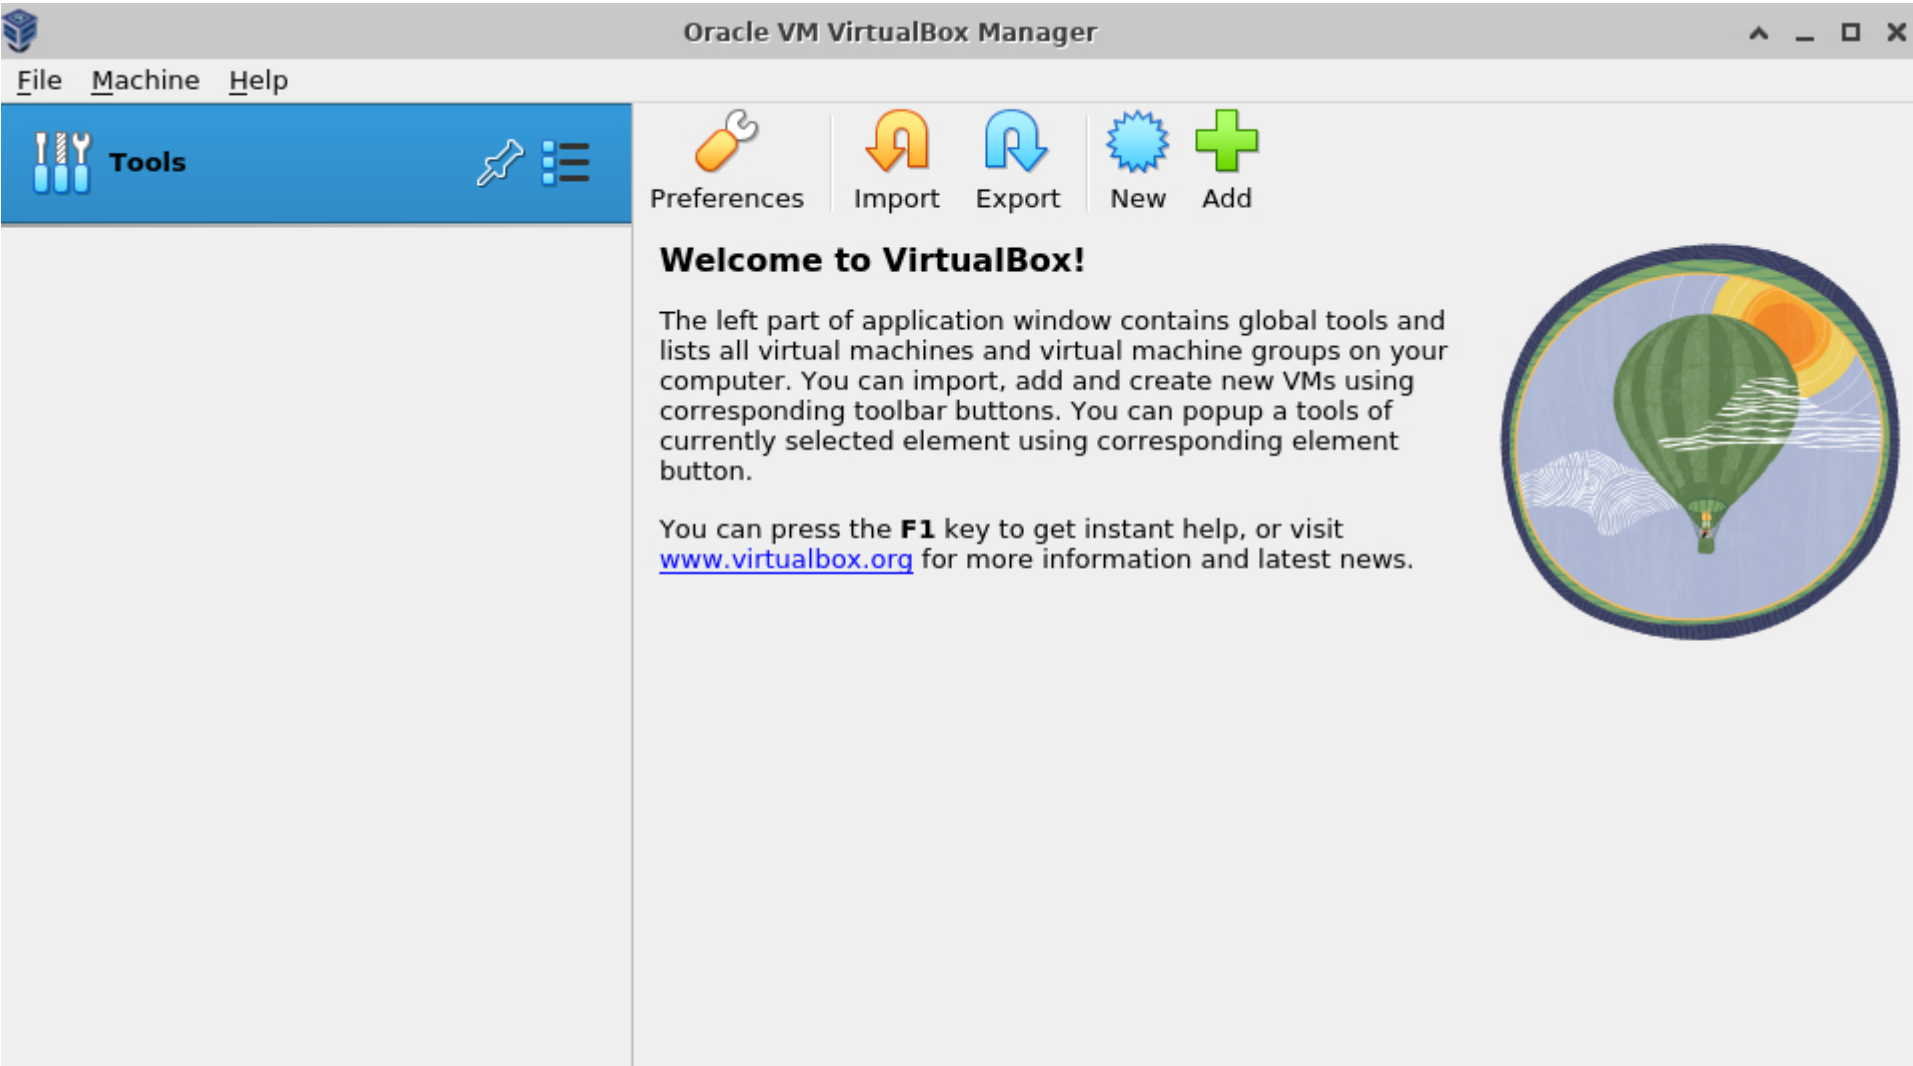 Oracle VM VirtualBox Manager
File Machine Help
Tools
Preferences Import Export New Add
Welcome to VirtualBox!
The left part of application window contains global tools and
lists all virtual machines and virtual machine groups on your
computer. You can import, add and create new VMs using
corresponding toolbar buttons. You can popup a tools of
currently selected element using corresponding element
button.
You can press the F1 key to get instant help, or visit
www.virtualbox.org for more information and latest news.